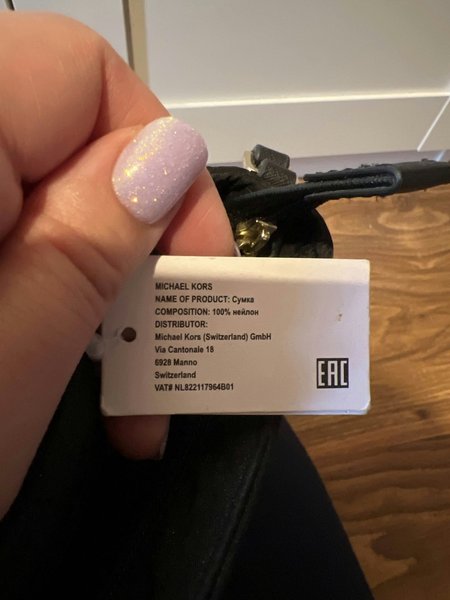 MICHAEL KORS
NAME OF PRODUCT: Сумка
COMPOSITION: 100% нейлон
DISTRIBUTOR:
Michael Kors (Switzerland) GmbH
Via Cantonale 18
6928 Manno
Switzerland
VAT# NL822117964B01
EAC